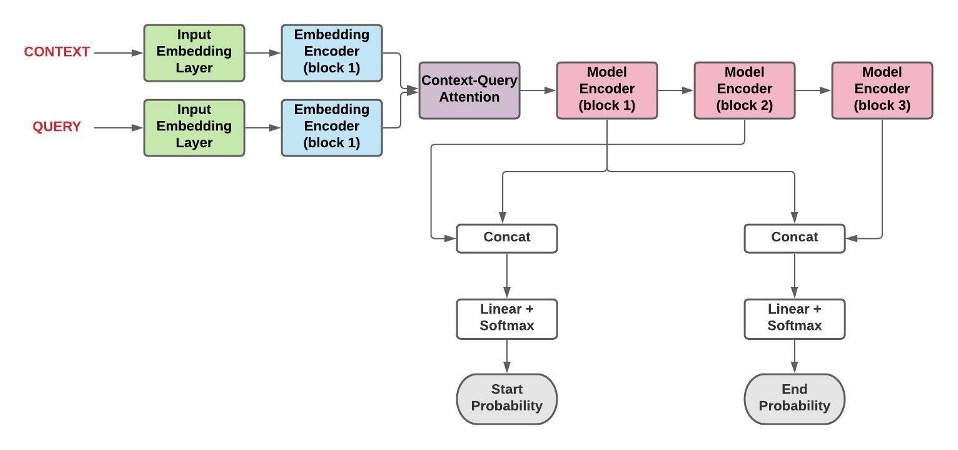 CONTEXT
Input
Embedding
Layer
Embedding
Encoder
(block 1)
QUERY
Input
Embedding
Layer
Embedding
Encoder
(block 1)
Context-Query
Attention
Model
Encoder
(block 1)
Model
Encoder
(block 2)
Model
Encoder
(block 3)
Concat
Concat
Linear +
Softmax
Linear +
Softmax
Start
Probability
End
Probability